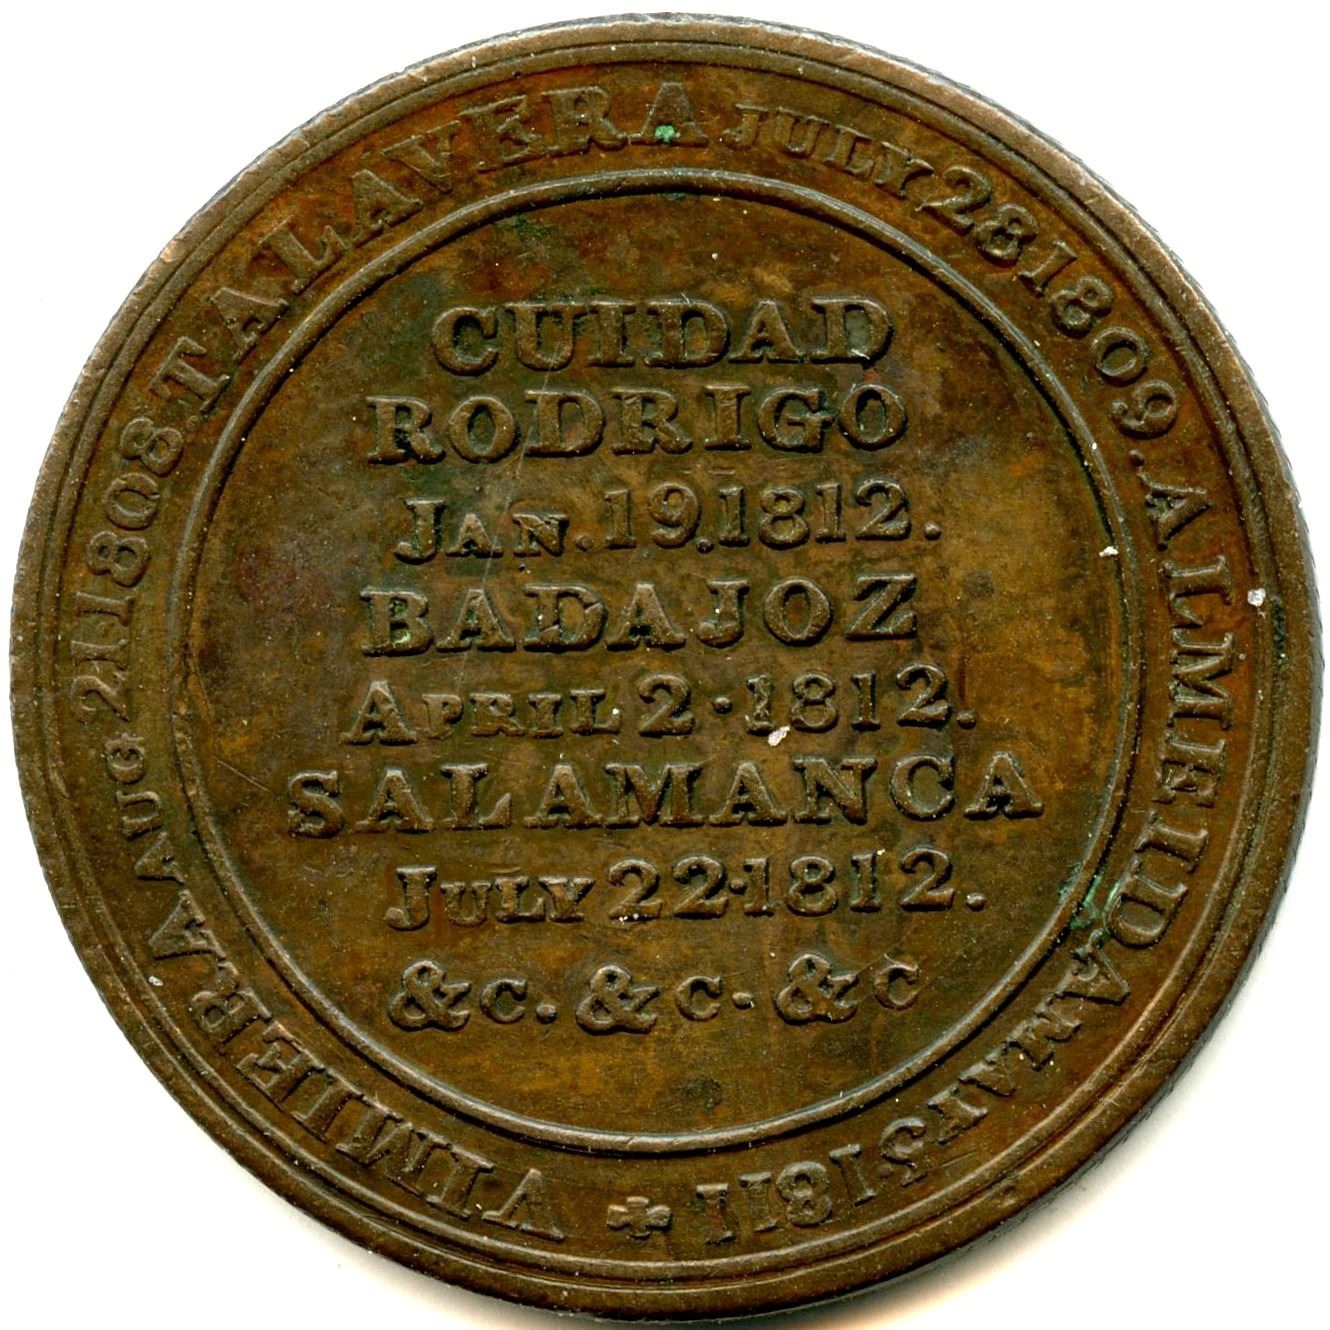 VIMIERA AUG 21 1808. TALAVERA JULY 28 1809. ALMEIDA MAY 5. 1811
CUIDAD
RODRIGO
JAN. 19, 1812.
BADAJOZ
APRIL 2 · 1812.
SALAMANCA
JULY 22 · 1812.
&C. & C. & C